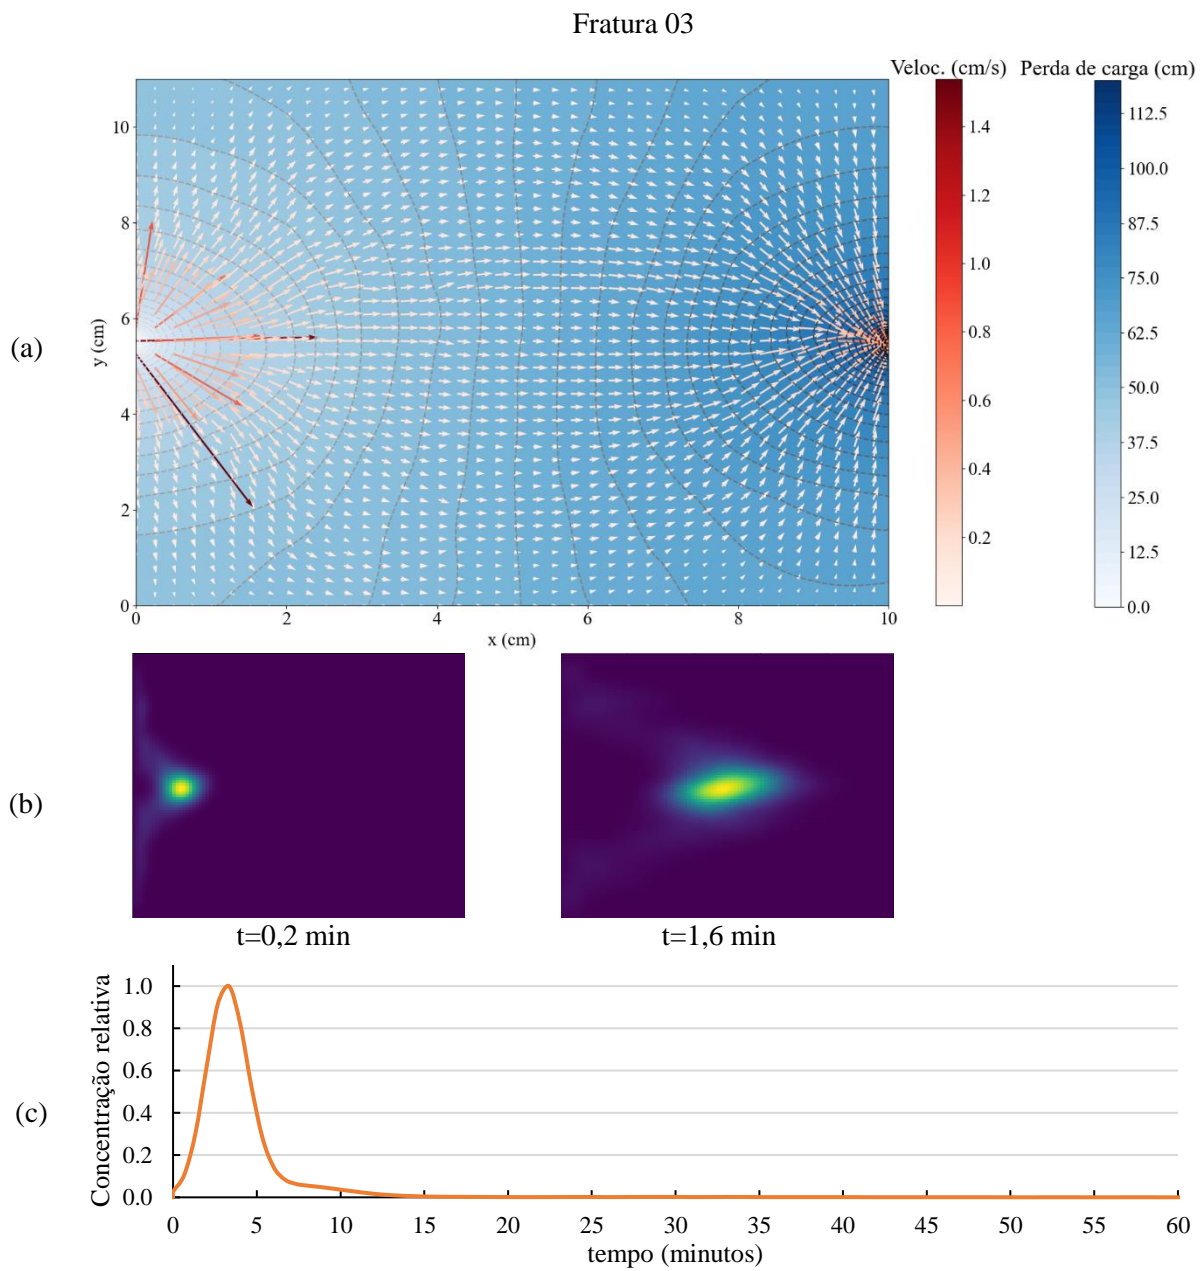 Fratura 03
Veloc. (cm/s) Perda de carga (cm)
(a)
y (cm)
10
8
6
4
2
0
0 2 4 6 8 10
x (cm)
1.4
1.2
1.0
0.8
0.6
0.4
0.2
112.5
100.0
87.5
75.0
62.5
50.0
37.5
25.0
12.5
0.0
(b)
t=0,2 min t=1,6 min
(c)
Concentração relativa
1.0
0.8
0.6
0.4
0.2
0.0
0 5 10 15 20 25 30 35 40 45 50 55 60
tempo (minutos)